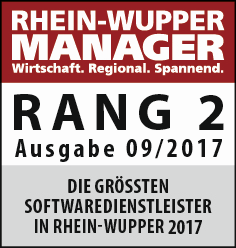 RHEIN-WUPPER
MANAGER
Wirtschaft. Regional. Spannend.
RANG 2
Ausgabe 09/2017
DIE GRÖSSTEN
SOFTWAREDIENSTLEISTER
IN RHEIN-WUPPER 2017